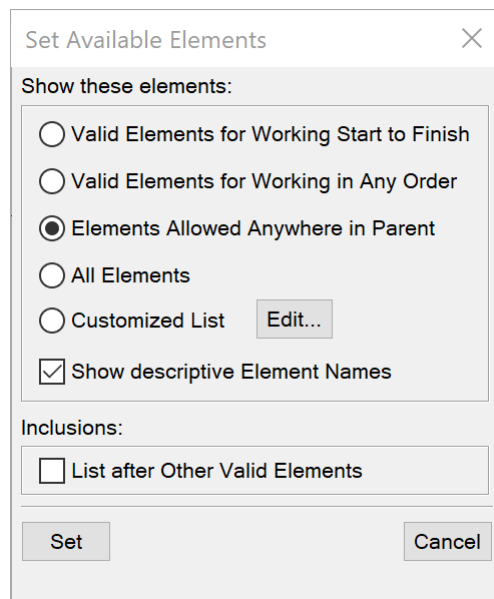 Set Available Elements
Show these elements:
Valid Elements for Working Start to Finish
Valid Elements for Working in Any Order
Elements Allowed Anywhere in Parent
All Elements
Customized List Edit...
Show descriptive Element Names
Inclusions:
List after Other Valid Elements
Set Cancel